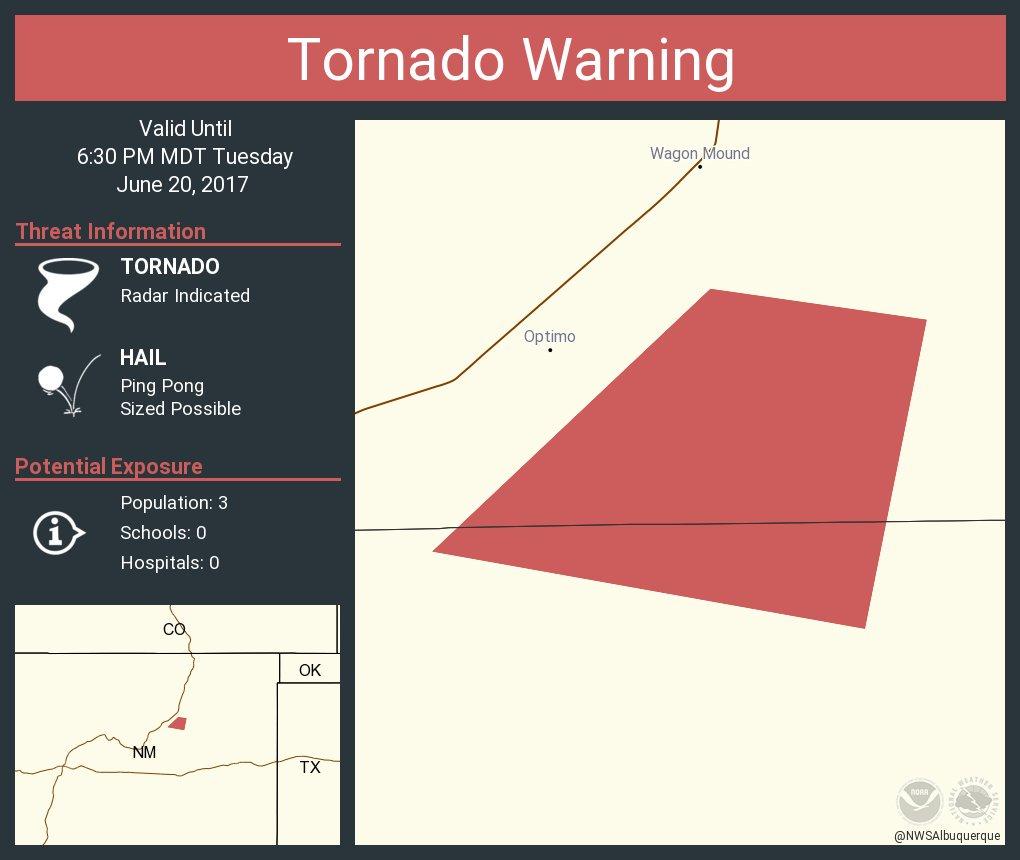 Tornado Warning
Valid Until
6:30 PM MDT Tuesday
June 20, 2017
Threat Information
TORNADO
Radar Indicated
HAIL
Ping Pong
Sized Possible
Potential Exposure
Population: 3
Schools: 0
Hospitals: 0
CO
OK
NM
TX
Wagon Mound
Optimo
NOAA
NATIONAL WEATHER SERVICE
@NWSAlbuquerque